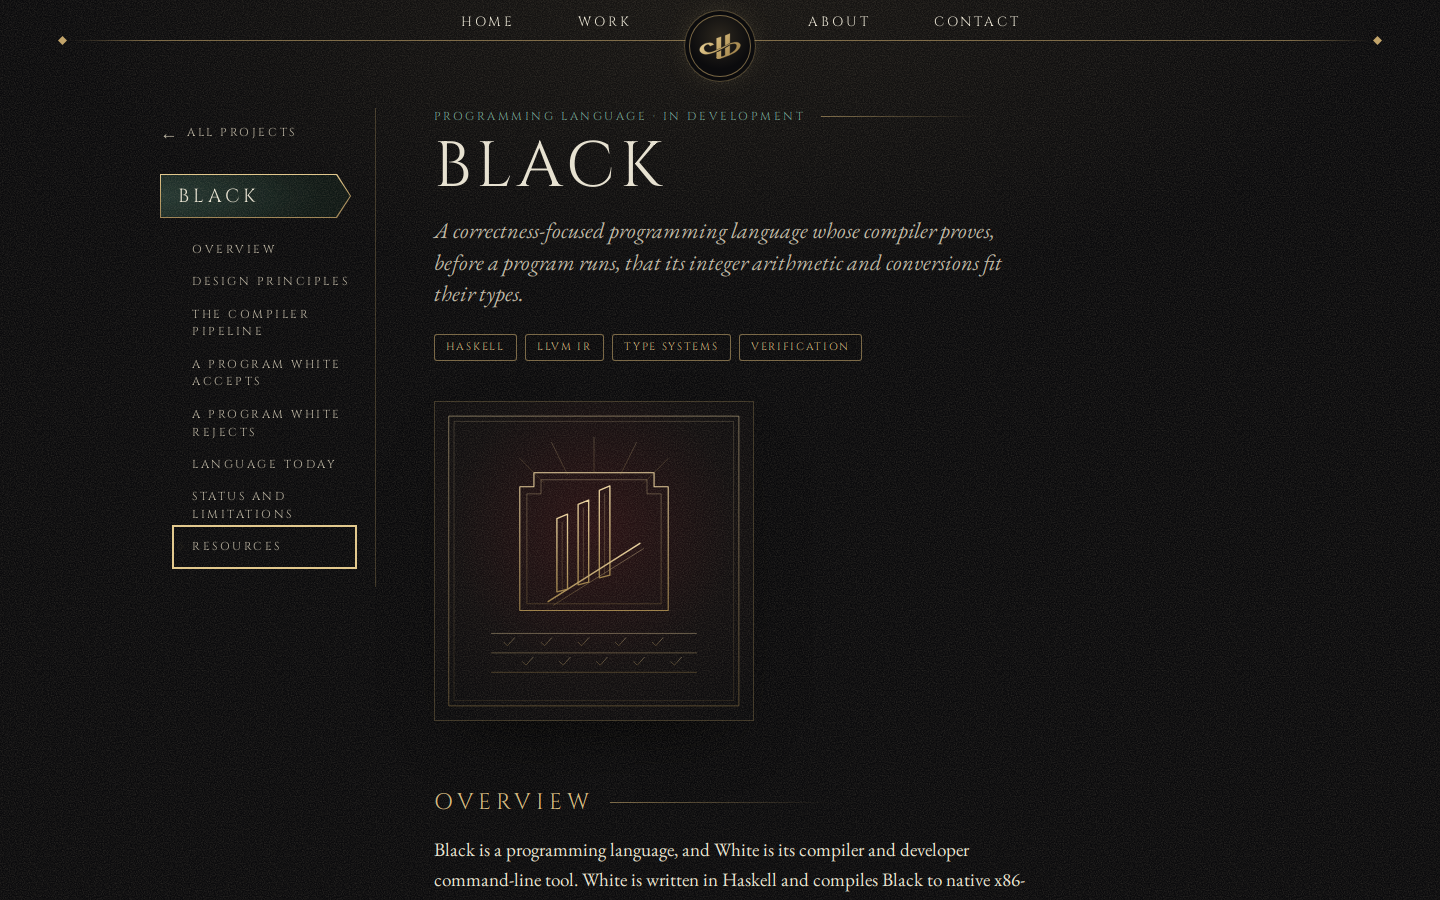 HOME
WORK
ABOUT
CONTACT
← ALL PROJECTS
BLACK
OVERVIEW
DESIGN PRINCIPLES
THE COMPILER
PIPELINE
A PROGRAM WHITE
ACCEPTS
A PROGRAM WHITE
REJECTS
LANGUAGE TODAY
STATUS AND
LIMITATIONS
RESOURCES
PROGRAMMING LANGUAGE · IN DEVELOPMENT
BLACK
A correctness-focused programming language whose compiler proves,
before a program runs, that its integer arithmetic and conversions fit
their types.
HASKELL
LLVM IR
TYPE SYSTEMS
VERIFICATION
OVERVIEW
Black is a programming language, and White is its compiler and developer
command-line tool. White is written in Haskell and compiles Black to native x86-